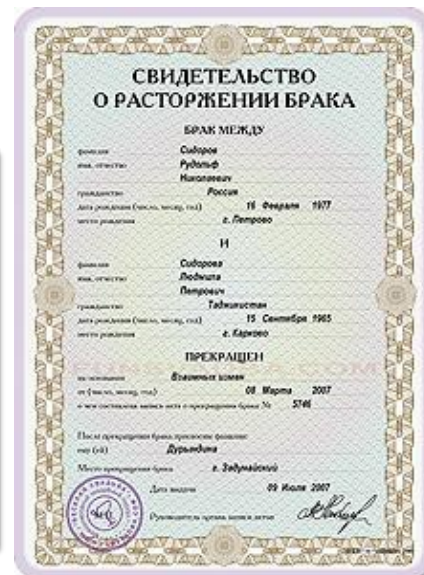 СВИДЕТЕЛЬСТВО
О РАСТОРЖЕНИИ БРАКА
БРАК МЕЖДУ
фамилия Сидоров
имя, отчество Рудольф
Николаевич
гражданство Россия
дата рождения (число, месяц, год) 16 Февраля 1977
место рождения г. Петрово
И
фамилия Сидорова
имя, отчество Людмила
Петрович
гражданство Таджикистан
дата рождения (число, месяц, год) 15 Сентября 1985
место рождения г. Карково
ПРЕКРАЩЕН
на основании Взаимных измен
от (число, месяц, год) 08 Марта 2007
о чем составлена запись акта о прекращении брака № 5746
После прекращения брака присвоены фамилии:
ему (ей) Дурындина
Место прекращения брака г. Задунайский
Дата выдачи 09 Июля 2007
Руководитель органа записи актов